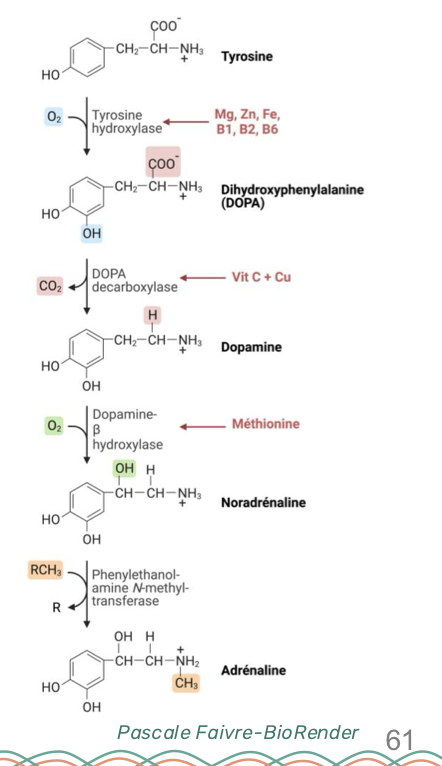 COO⁻
CH₂—CH—NH₃
+
HO
Tyrosine
O₂
Tyrosine
hydroxylase
Mg, Zn, Fe,
B1, B2, B6
COO⁻
CH₂—CH—NH₃
+
HO
OH
Dihydroxyphenylalanine
(DOPA)
CO₂
DOPA
decarboxylase
Vit C + Cu
H
CH₂—CH—NH₃
+
HO
OH
Dopamine
O₂
Dopamine-
β
hydroxylase
Méthionine
OH H
CH—CH—NH₃
+
HO
OH
Noradrénaline
RCH₃
R
Phenylethanol-
amine N-methyl-
transferase
OH H
+
CH—CH—NH₂
CH₃
HO
OH
Adrénaline
Pascale Faivre-BioRender
61